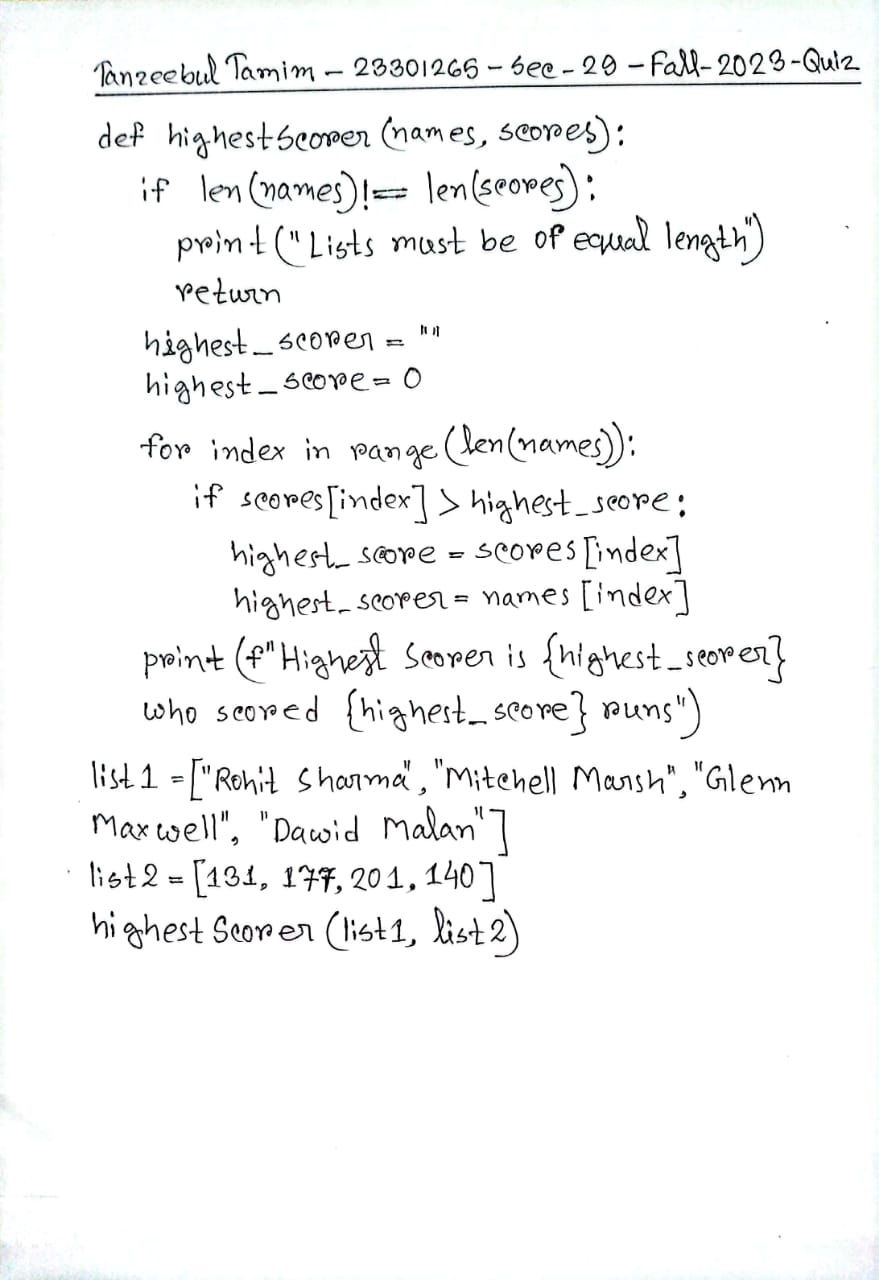 Tanzeebul Tamim - 23301265 - Sec - 29 - Fall-2023-Quiz
def highestScorer (names, scores):
if len(names)!== len(scores):
print("Lists must be of equal length")
return
highest_scorer = ""
highest_score = 0
for index in range(len(names)):
if scores[index] > highest_score:
highest_score = scores [index]
highest_scorer = names [index]
print (f"Highest Scorer is {highest_scorer}
who scored {highest_score} runs")
list1 = ["Rohit Sharma", "Mitchell Marsh", "Glenn
Maxwell", "Dawid Malan"]
list2 = [131, 177, 201, 140]
highestScorer (list1, list2)